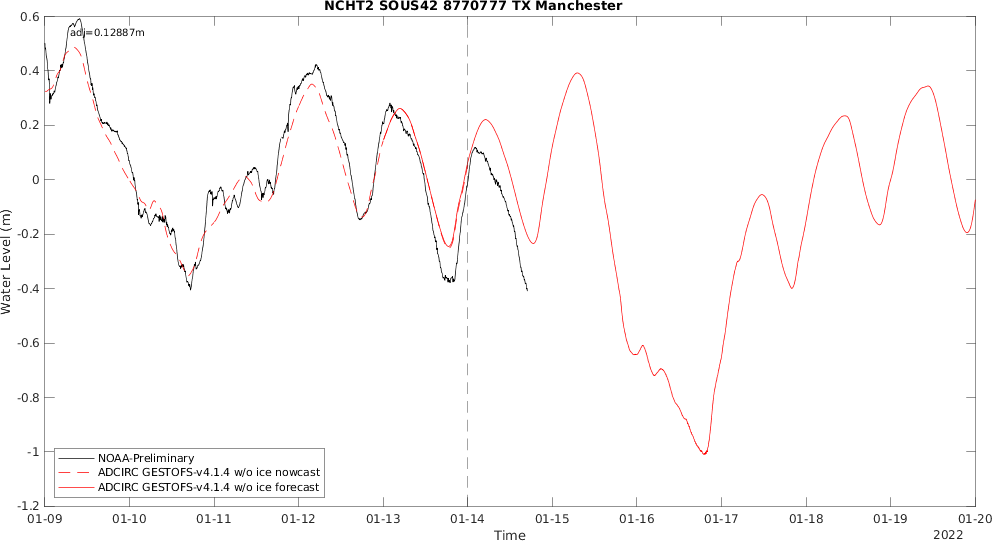 NCHT2 SOUS42 8770777 TX Manchester
adj=0.12887m
0.6
0.4
0.2
0
-0.2
-0.4
-0.6
-0.8
-1
-1.2
Water Level (m)
NOAA-Preliminary
ADCIRC GESTOFS-v4.1.4 w/o ice nowcast
ADCIRC GESTOFS-v4.1.4 w/o ice forecast
01-09 01-10 01-11 01-12 01-13 01-14 01-15 01-16 01-17 01-18 01-19 01-20
Time
2022